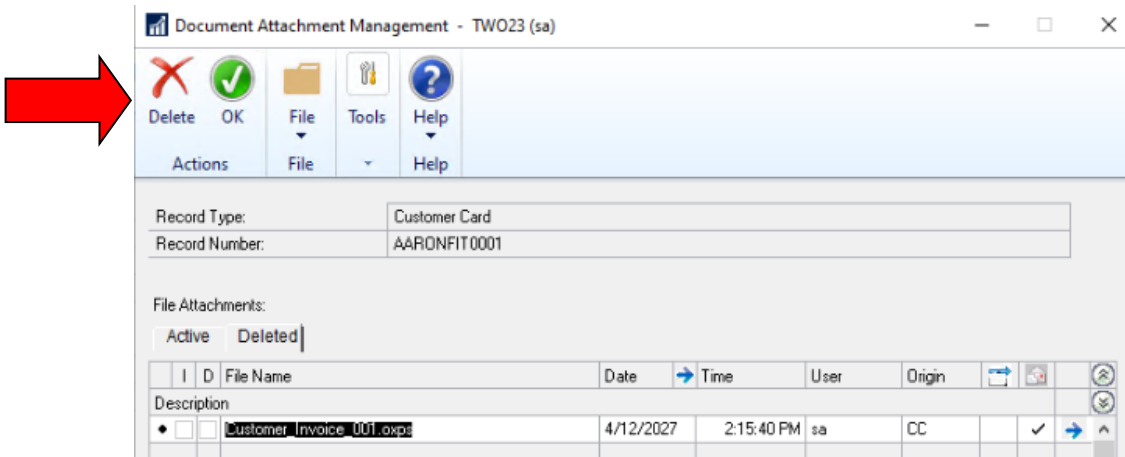 Document Attachment Management - TWO23 (sa)
Delete OK File Tools Help
Actions File Help
Record Type: Customer Card
Record Number: AARONFIT0001
File Attachments:
Active Deleted
I D File Name Date Time User Origin
Description
Customer_Invoice_001.oxps 4/12/2027 2:15:40 PM sa CC